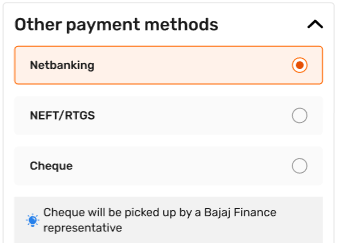 Other payment methods
Netbanking
NEFT/RTGS
Cheque
Cheque will be picked up by a Bajaj Finance
representative